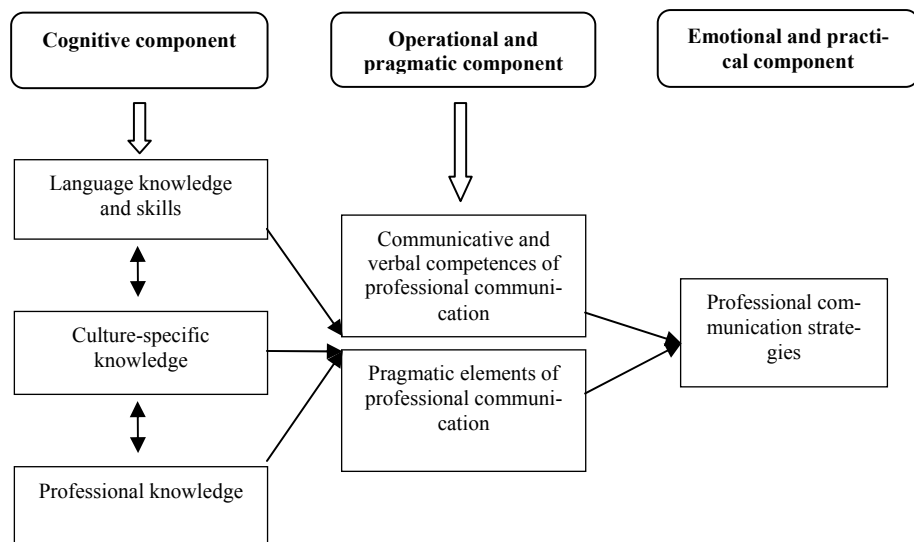 Cognitive component
Operational and
pragmatic component
Emotional and practi-
cal component
Language knowledge
and skills
Communicative and
verbal competences of
professional communi-
cation
Culture-specific
knowledge
Professional com-
munication strate-
gies
Pragmatic elements of
professional communi-
cation
Professional knowledge